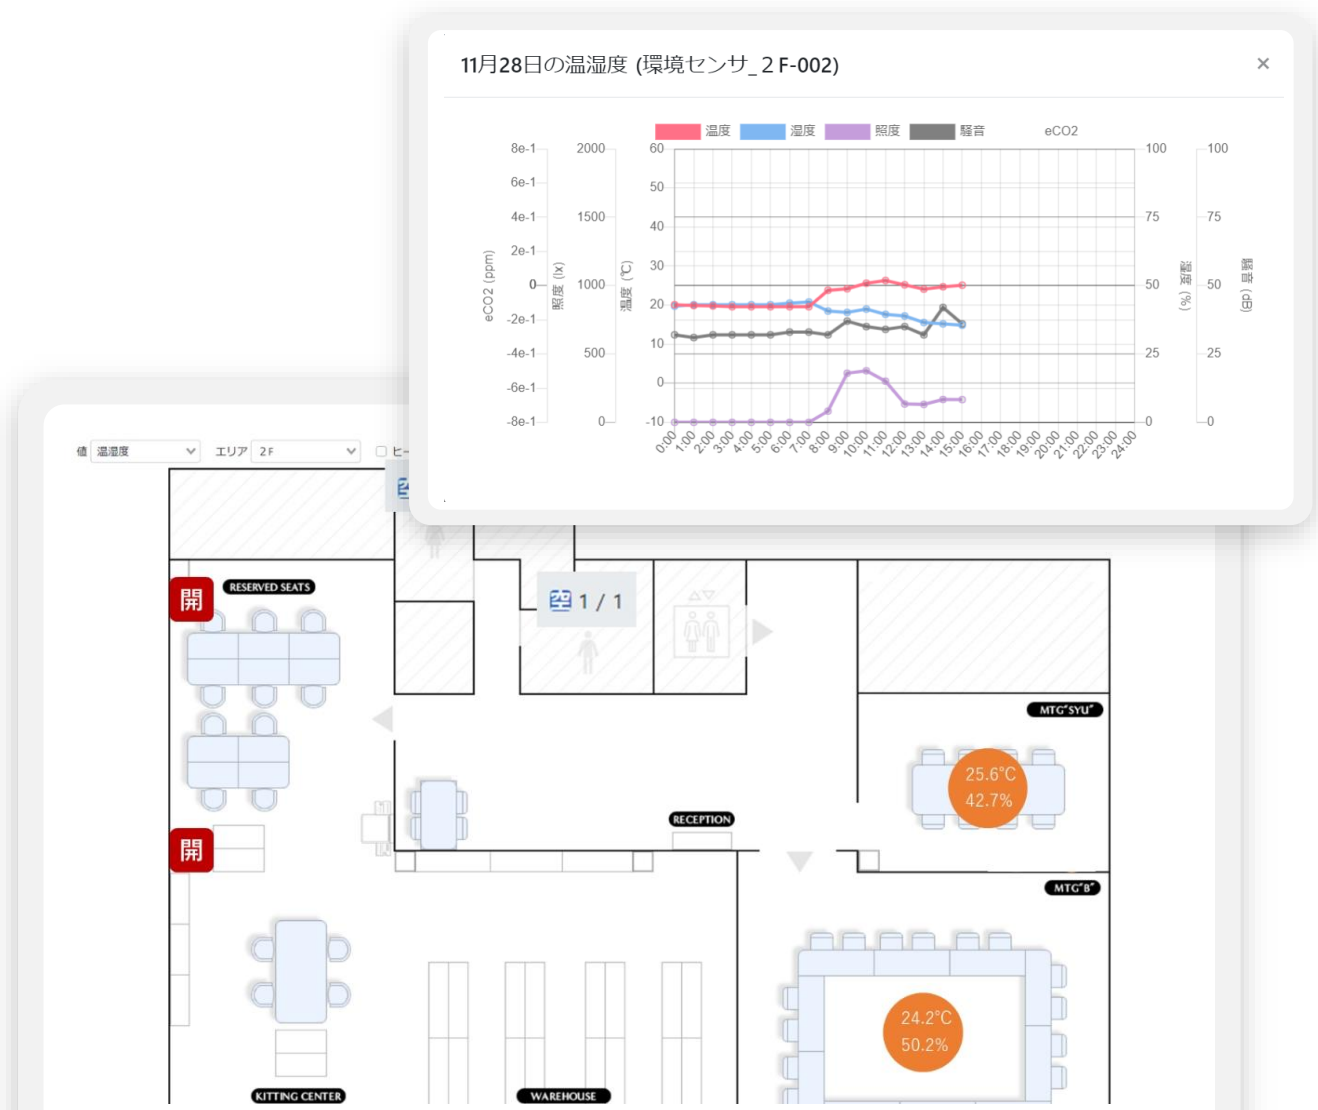 11月28日の温湿度 (環境センサ_２F-002)
×
温度 湿度 照度 騒音 eCO2
8e-1 2000 60 100 100
6e-1 50
4e-1 1500 40 75 75
2e-1 30
0 1000 20 50 50
-2e-1 10
-4e-1 500 0 25 25
-6e-1
-8e-1 0 -10 0 0
eCO2 (ppm)
照度 (lx)
温度 (℃)
湿度 (%)
騒音 (dB)
0:00 1:00 2:00 3:00 4:00 5:00 6:00 7:00 8:00 9:00 10:00 11:00 12:00 13:00 14:00 15:00 16:00 17:00 18:00 19:00 20:00 21:00 22:00 23:00 24:00
値 温湿度 エリア 2F ヒー
空
開 RESERVED SEATS
空 1 / 1
MTG"SYU"
25.6°C
42.7%
RECEPTION
開
MTG"B"
24.2°C
50.2%
KITTING CENTER WAREHOUSE